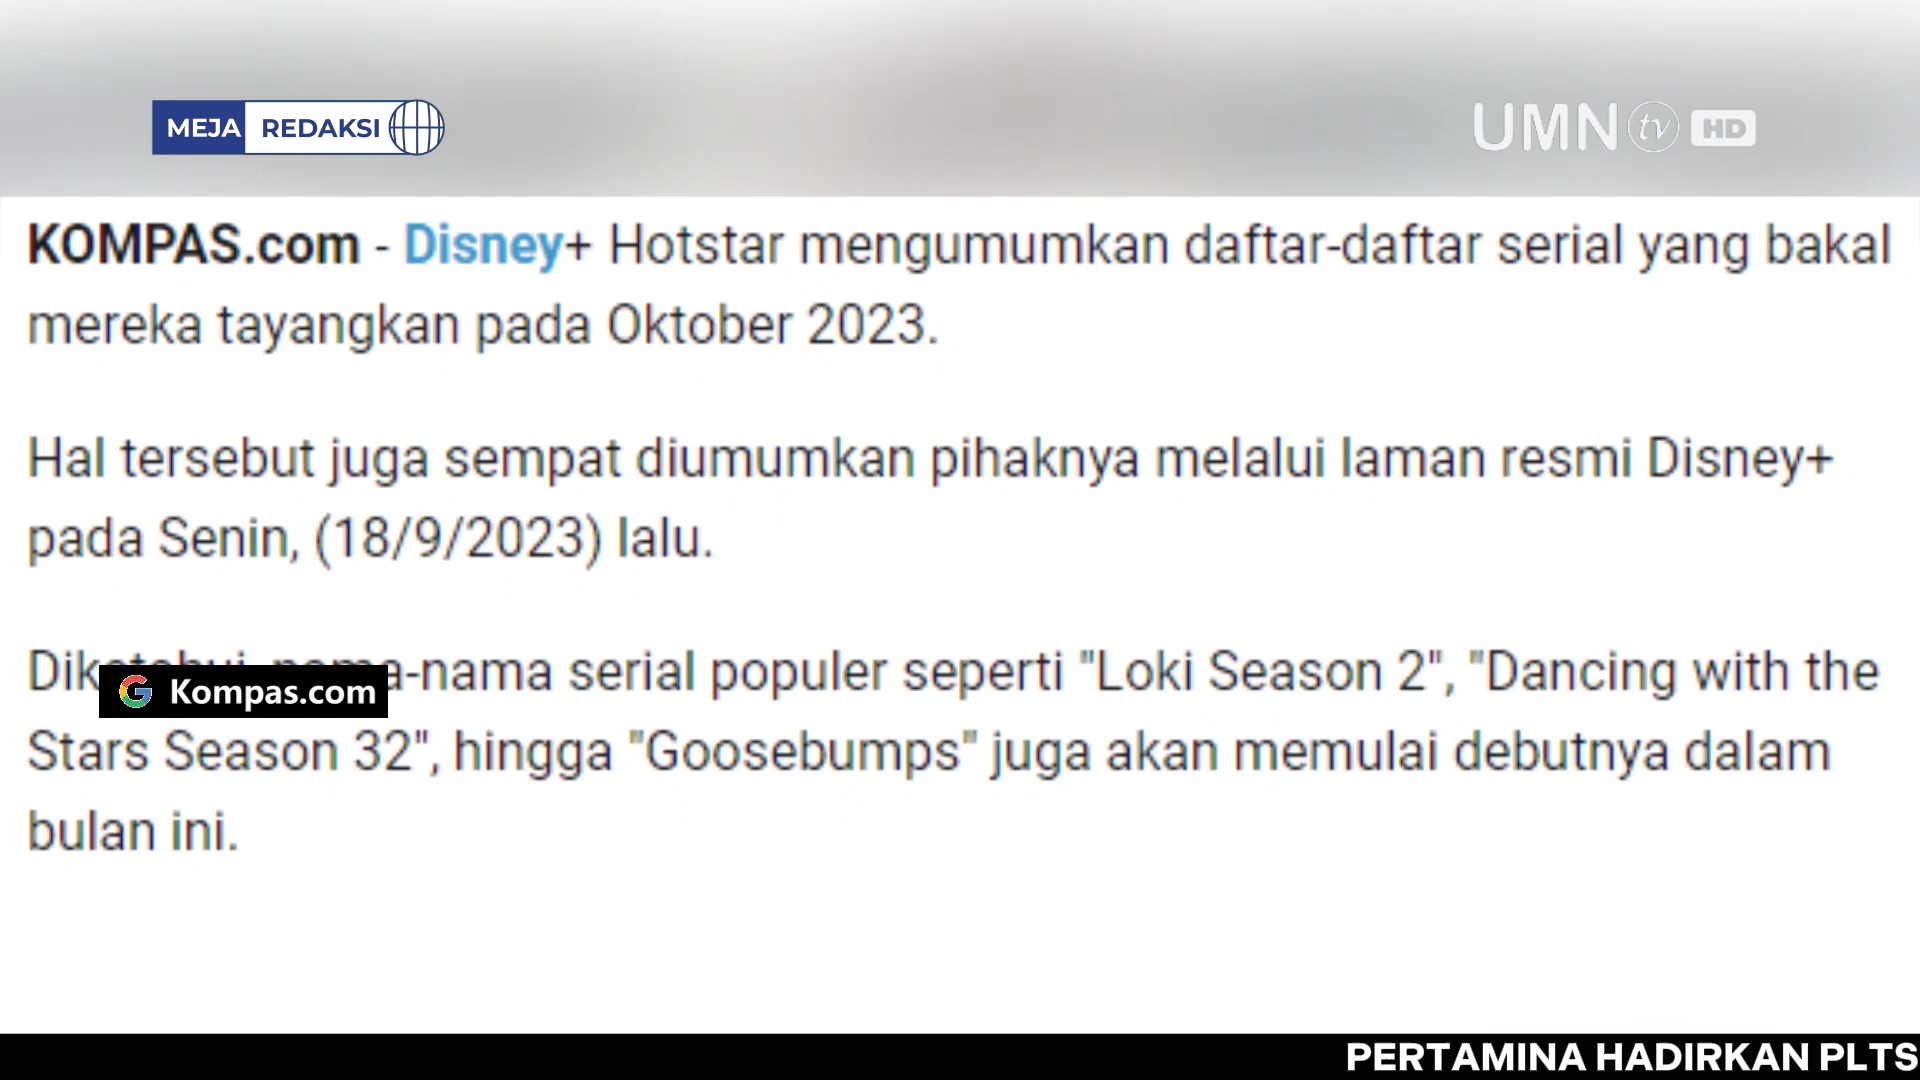 MEJA REDAKSI
UMN tv HD
KOMPAS.com - Disney+ Hotstar mengumumkan daftar-daftar serial yang bakal
mereka tayangkan pada Oktober 2023.
Hal tersebut juga sempat diumumkan pihaknya melalui laman resmi Disney+
pada Senin, (18/9/2023) lalu.
-nama serial populer seperti "Loki Season 2", "Dancing with the
Kompas.com
Stars Season 32", hingga "Goosebumps" juga akan memulai debutnya dalam
bulan ini.
PERTAMINA HADIRKAN PLTS